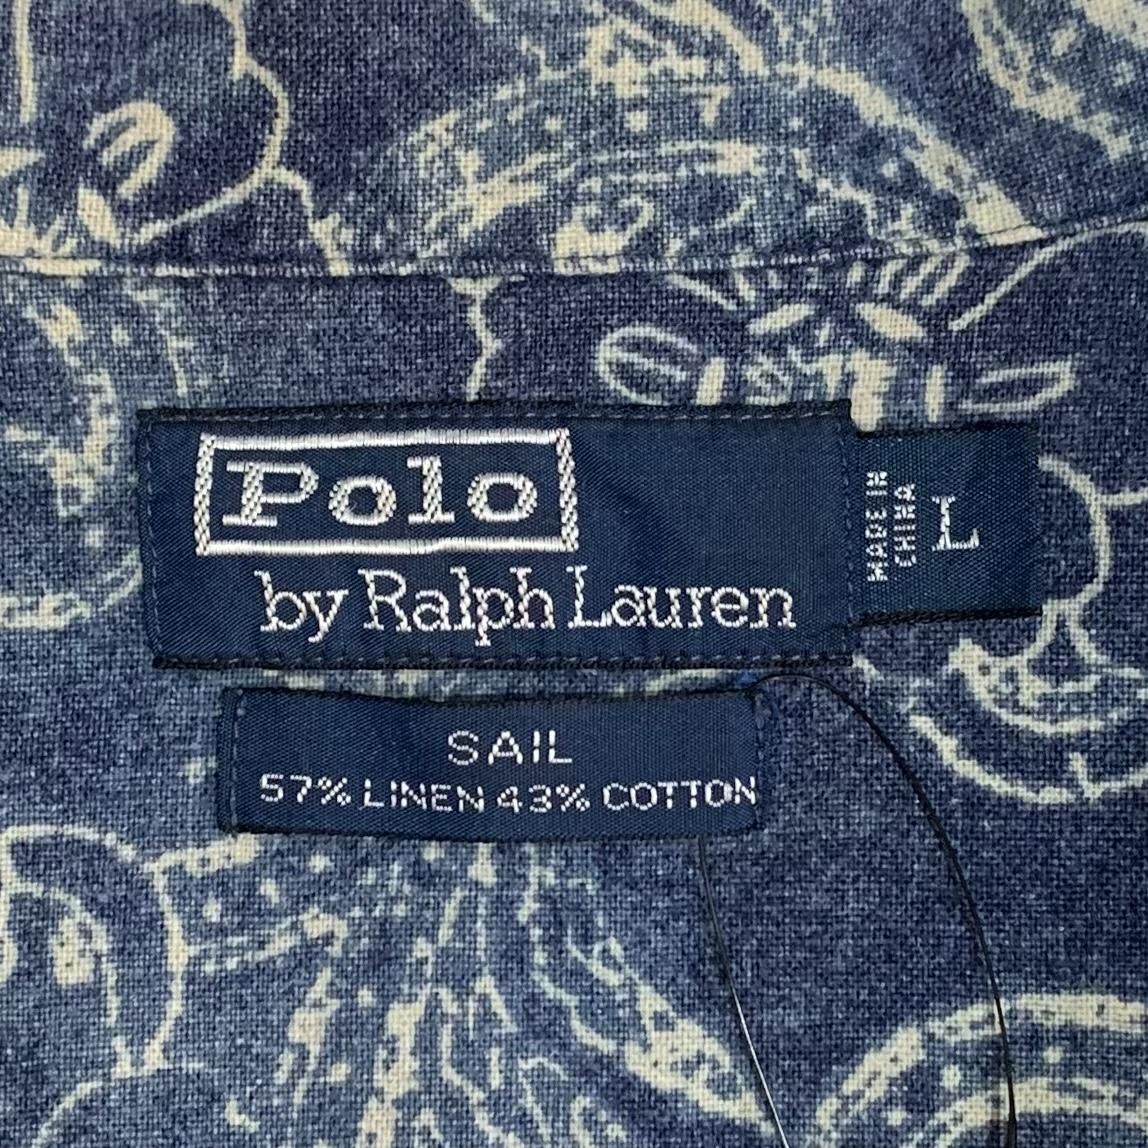 Polo
by Ralph Lauren
MADE IN
CHINA
L
SAIL
57% LINEN 43% COTTON